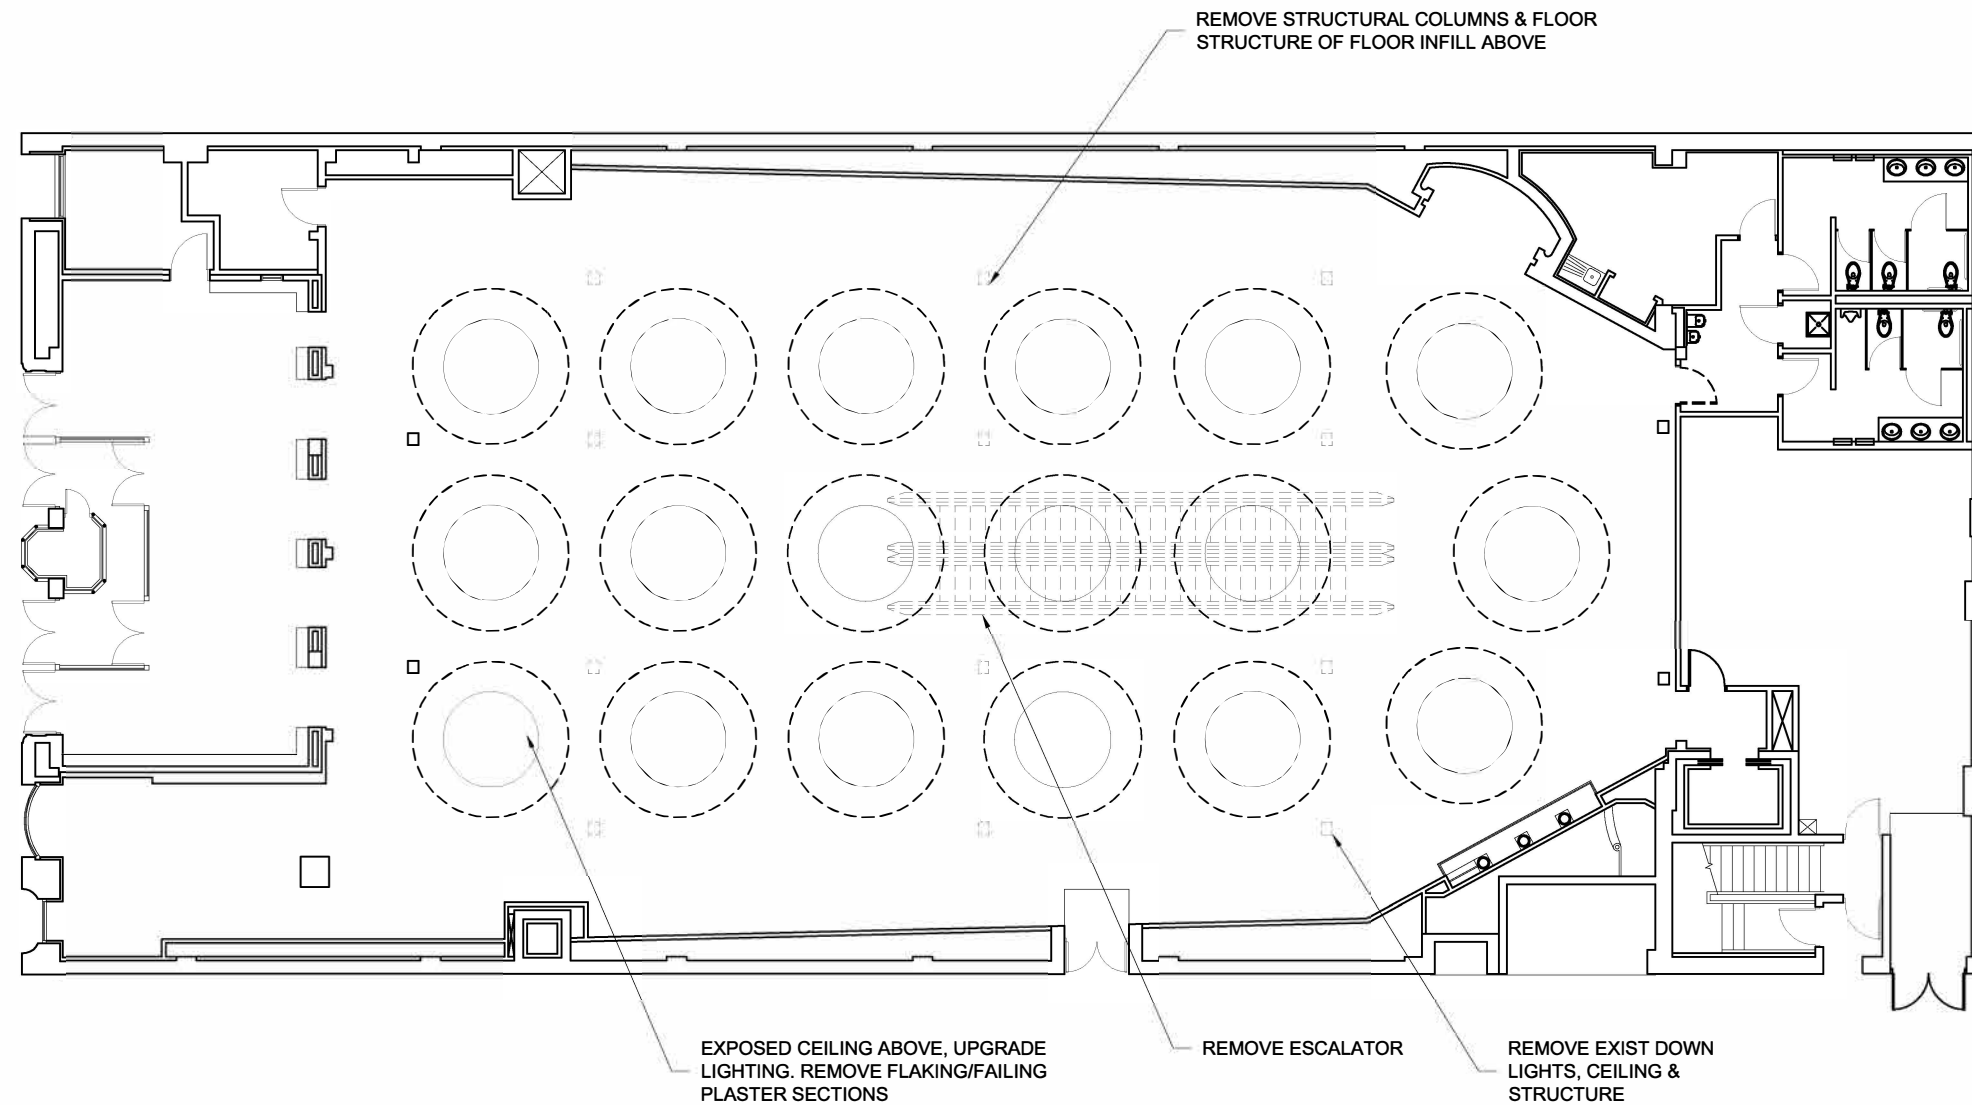 REMOVE STRUCTURAL COLUMNS & FLOOR
STRUCTURE OF FLOOR INFILL ABOVE
EXPOSED CEILING ABOVE, UPGRADE
LIGHTING. REMOVE FLAKING/FAILING
PLASTER SECTIONS
REMOVE ESCALATOR
REMOVE EXIST DOWN
LIGHTS, CEILING &
STRUCTURE